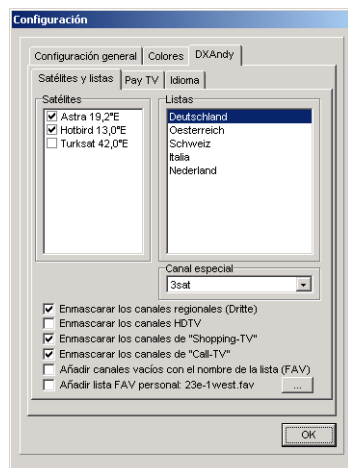 Configuración
Configuración general Colores DXAndy
Satélites y listas Pay TV Idioma
Satélites
Astra 19,2°E
Hotbird 13,0°E
Turksat 42,0°E
Listas
Deutschland
Oesterreich
Schweiz
Italia
Nederland
Canal especial
3sat
Enmascarar los canales regionales (Dritte)
Enmascarar los canales HDTV
Enmascarar los canales de "Shopping-TV"
Enmascarar los canales de "Call-TV"
Añadir canales vacíos con el nombre de la lista (FAV)
Añadir lista FAV personal: 23e-1west.fav ...
OK